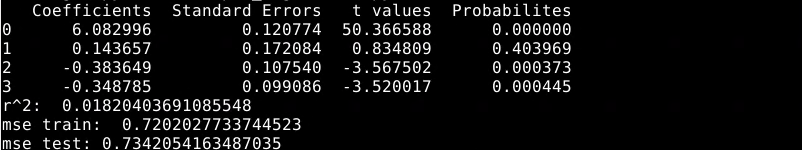 Coefficients Standard Errors t values Probabilites
0 6.082996 0.120774 50.366588 0.000000
1 0.143657 0.172084 0.834809 0.403969
2 -0.383649 0.107540 -3.567502 0.000373
3 -0.348785 0.099086 -3.520017 0.000445
r^2: 0.01820403691085548
mse train: 0.7202027733744523
mse test: 0.7342054163487035